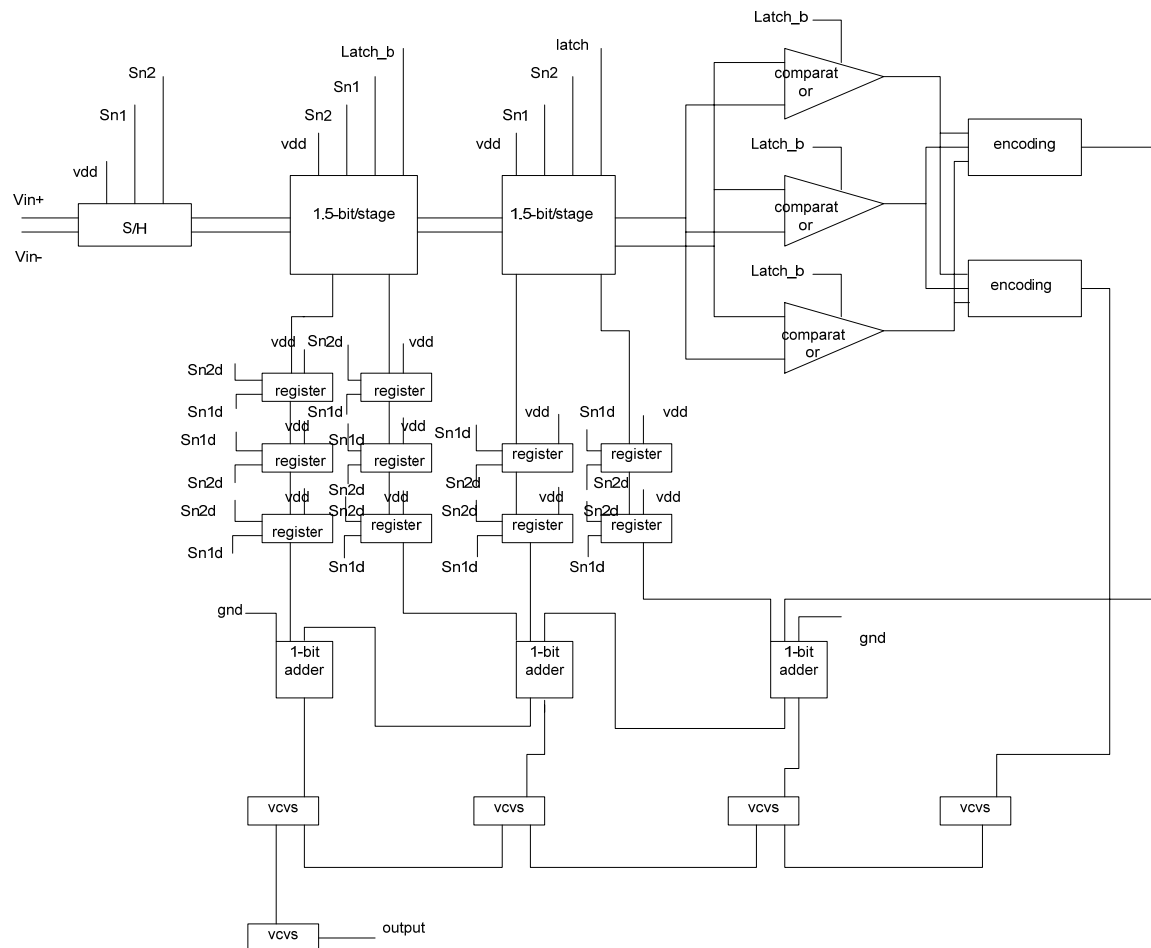 Latch_b
latch
Latch_b
Sn2
Sn1
vdd
Sn1
Sn2
vdd
Sn2
Sn1
vdd
comparat
or
encoding
Latch_b
Vin+
Vin-
S/H
1.5-bit/stage
1.5-bit/stage
comparat
or
Latch_b
encoding
comparat
or
vdd
Sn2d
vdd
Sn2d
register
register
Sn1d
Sn1d
vdd
vdd
Sn1d
vdd
Sn1d
vdd
Sn1d
Sn1d
register
register
register
register
Sn2d
Sn2d
Sn2d
Sn2d
vdd
vdd
vdd
vdd
Sn2d
Sn2d
Sn2d
Sn2d
register
register
register
register
Sn1d
Sn1d
Sn1d
Sn1d
gnd
gnd
1-bit
adder
1-bit
adder
1-bit
adder
vcvs
vcvs
vcvs
vcvs
vcvs
output